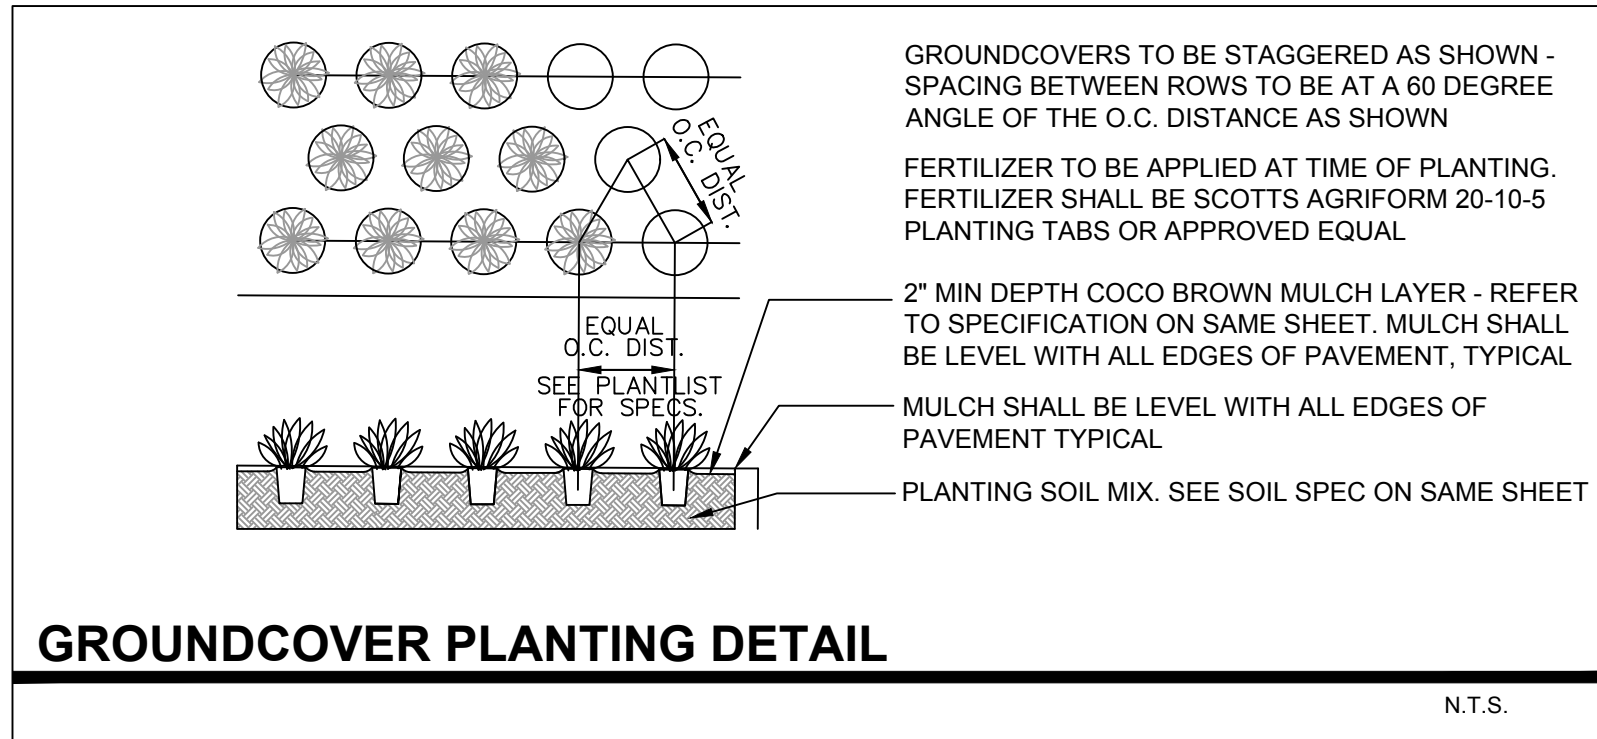 GROUNDCOVERS TO BE STAGGERED AS SHOWN -
SPACING BETWEEN ROWS TO BE AT A 60 DEGREE
ANGLE OF THE O.C. DISTANCE AS SHOWN
EQUAL
O.C. DIST.
FERTILIZER TO BE APPLIED AT TIME OF PLANTING.
FERTILIZER SHALL BE SCOTTS AGRIFORM 20-10-5
PLANTING TABS OR APPROVED EQUAL
2" MIN DEPTH COCO BROWN MULCH LAYER - REFER
TO SPECIFICATION ON SAME SHEET. MULCH SHALL
BE LEVEL WITH ALL EDGES OF PAVEMENT, TYPICAL
EQUAL
O.C. DIST.
SEE PLANTLIST
FOR SPECS.
MULCH SHALL BE LEVEL WITH ALL EDGES OF
PAVEMENT TYPICAL
PLANTING SOIL MIX. SEE SOIL SPEC ON SAME SHEET
GROUNDCOVER PLANTING DETAIL
N.T.S.